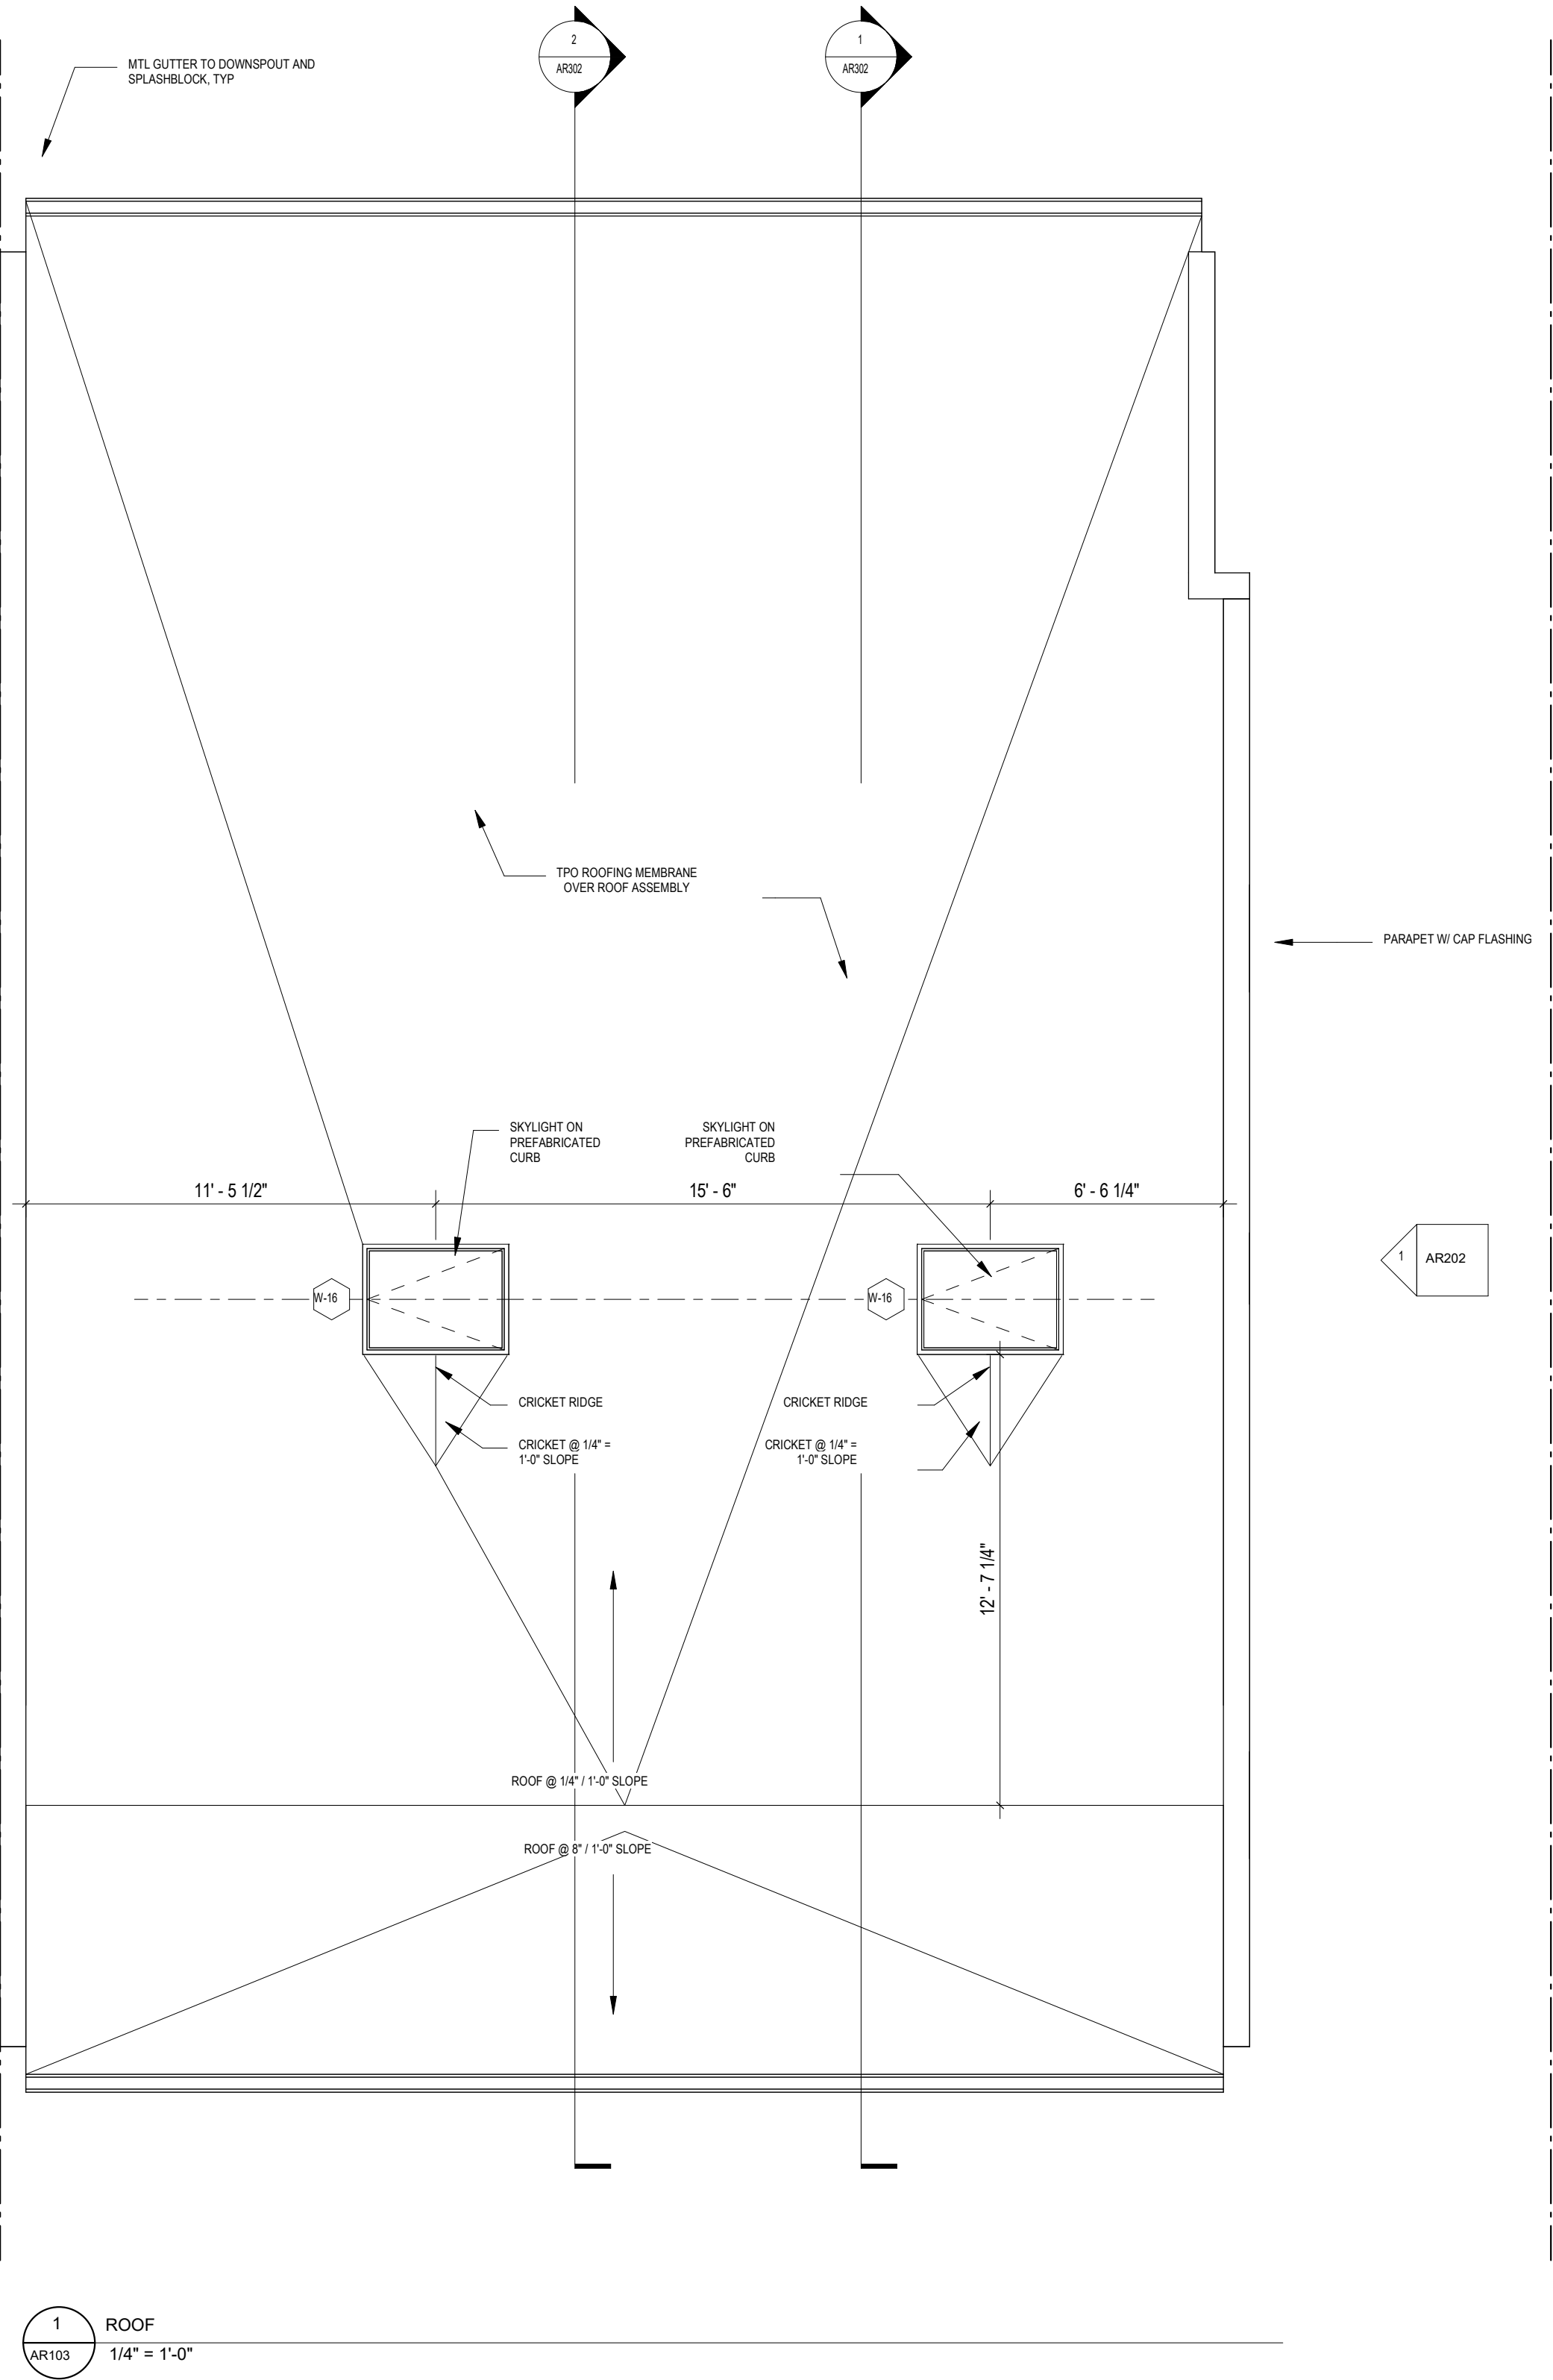 2
AR302
1
AR302
MTL GUTTER TO DOWNSPOUT AND
SPLASHBLOCK, TYP
TPO ROOFING MEMBRANE
OVER ROOF ASSEMBLY
PARAPET W/ CAP FLASHING
SKYLIGHT ON
PREFABRICATED
CURB
SKYLIGHT ON
PREFABRICATED
CURB
11' - 5 1/2"
15' - 6"
6' - 6 1/4"
1
AR202
W-16
W-16
CRICKET RIDGE
CRICKET RIDGE
CRICKET @ 1/4" =
1'-0" SLOPE
CRICKET @ 1/4" =
1'-0" SLOPE
12' - 7 1/4"
ROOF @ 1/4" / 1'-0" SLOPE
ROOF @ 8" / 1'-0" SLOPE
1
AR103
ROOF
1/4" = 1'-0"